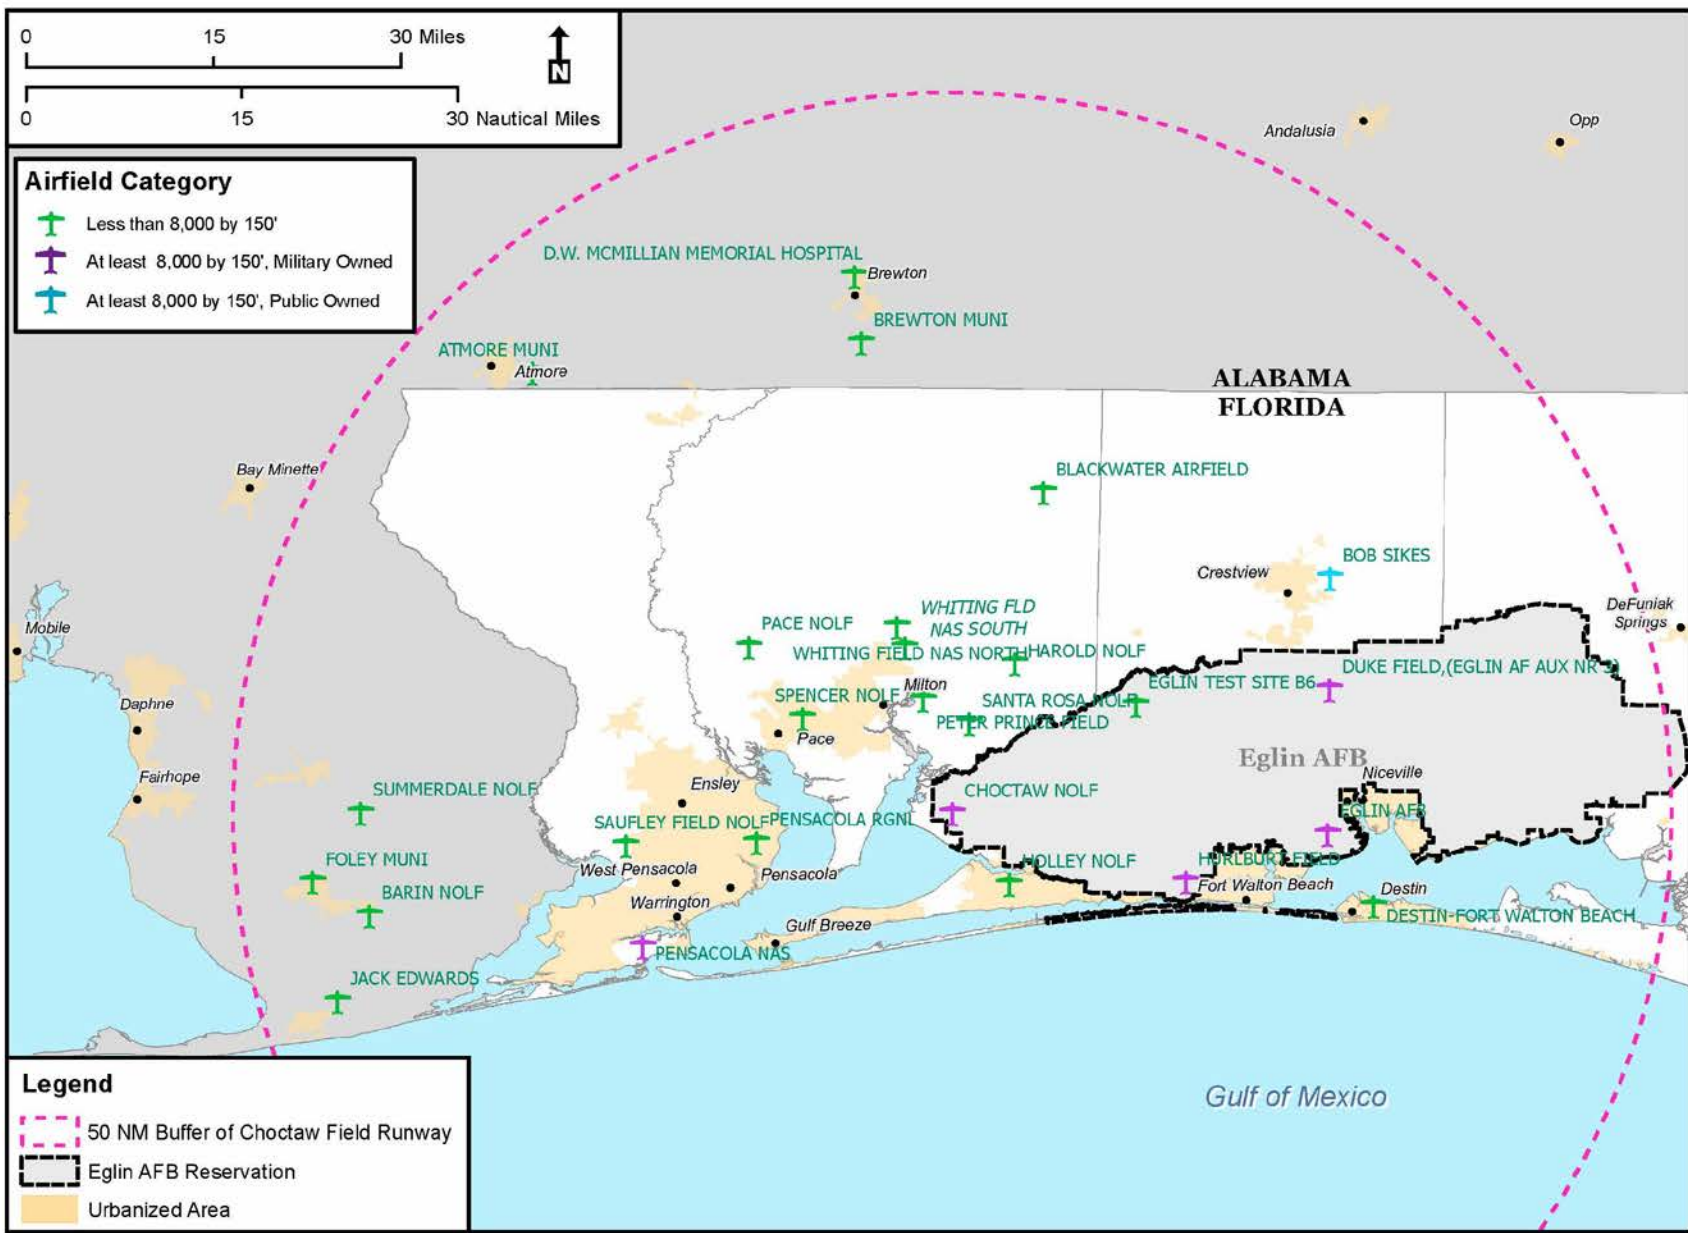 0 15 30 Miles
N
0 15 30 Nautical Miles
Airfield Category
Less than 8,000 by 150'
At least 8,000 by 150', Military Owned
At least 8,000 by 150', Public Owned
Andalusia
Opp
D.W. MCMILLIAN MEMORIAL HOSPITAL
Brewton
BREWTON MUNI
ATMORE MUNI
Atmore
ALABAMA
FLORIDA
Bay Minette
BLACKWATER AIRFIELD
BOB SIKES
Crestview
DeFuniak
Springs
Mobile
PACE NOLF
WHITING FLD
NAS SOUTH
WHITING FIELD NAS NORTH
HAROLD NOLF
DUKE FIELD,(EGLIN AF AUX NR 3)
EGLIN TEST SITE B6
Milton
SPENCER NOLF
SANTA ROSA NOLF
PETER PRINCE FIELD
Daphne
Pace
Eglin AFB
Fairhope
Niceville
Ensley
SUMMERDALE NOLF
CHOCTAW NOLF
EGLIN AFB
SAUFLEY FIELD NOLF
PENSACOLA RGNL
FOLEY MUNI
HOLLEY NOLF
HURLBURT FIELD
West Pensacola
Pensacola
Fort Walton Beach
Destin
BARIN NOLF
Warrington
DESTIN-FORT WALTON BEACH
Gulf Breeze
PENSACOLA NAS
JACK EDWARDS
Gulf of Mexico
Legend
50 NM Buffer of Choctaw Field Runway
Eglin AFB Reservation
Urbanized Area